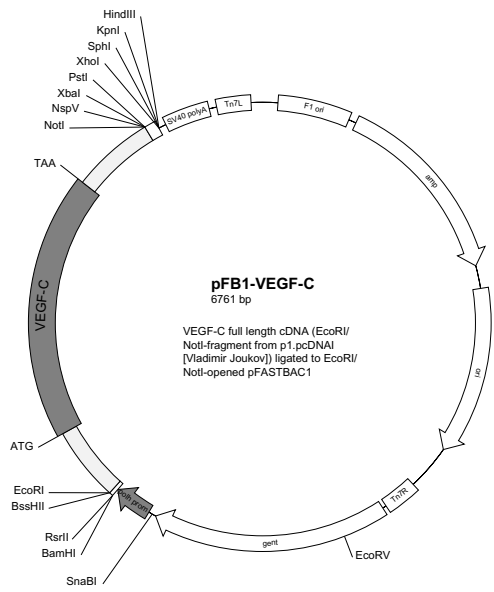 HindIII
KpnI
SphI
XhoI
PstI
XbaI
NspV
NotI
SV40 polyA
Tn7L
F1 ori
amp
TAA
VEGF-C
pFB1-VEGF-C
6761 bp
VEGF-C full length cDNA (EcoRI/
NotI-fragment from p1.pcDNAI
[Vladimir Joukov]) ligated to EcoRI/
NotI-opened pFASTBAC1
ori
ATG
EcoRI
BssHII
RsrII
BamHI
SnaBI
polh prom
gent
Tn7R
EcoRV